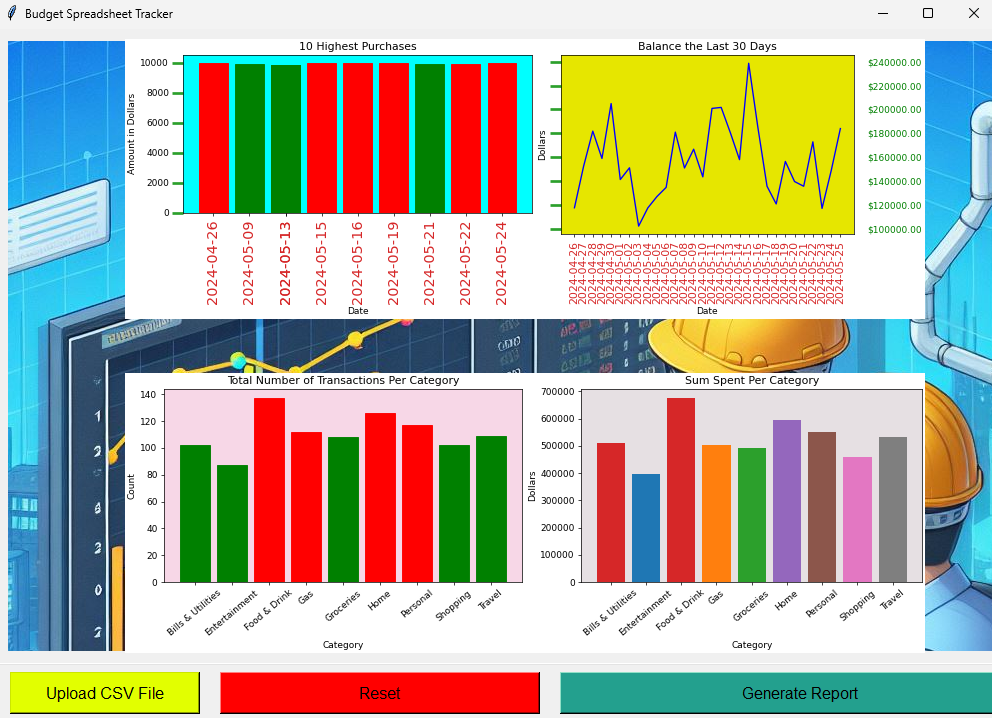 Budget Spreadsheet Tracker
10 Highest Purchases
Amount in Dollars
10000
8000
6000
4000
2000
0
2024-04-26
2024-05-09
2024-05-13
2024-05-15
2024-05-16
2024-05-19
2024-05-21
2024-05-22
2024-05-24
Date
Balance the Last 30 Days
Dollars
$240000.00
$220000.00
$200000.00
$180000.00
$160000.00
$140000.00
$120000.00
$100000.00
2024-04-26
2024-04-27
2024-04-28
2024-04-29
2024-04-30
2024-05-01
2024-05-02
2024-05-03
2024-05-04
2024-05-05
2024-05-06
2024-05-07
2024-05-08
2024-05-09
2024-05-10
2024-05-11
2024-05-12
2024-05-13
2024-05-14
2024-05-15
2024-05-16
2024-05-17
2024-05-18
2024-05-19
2024-05-20
2024-05-21
2024-05-22
2024-05-23
2024-05-24
2024-05-25
Date
Total Number of Transactions Per Category
Count
140
120
100
80
60
40
20
0
Bills & Utilities
Entertainment
Food & Drink
Gas
Groceries
Home
Personal
Shopping
Travel
Category
Sum Spent Per Category
Dollars
700000
600000
500000
400000
300000
200000
100000
0
Bills & Utilities
Entertainment
Food & Drink
Gas
Groceries
Home
Personal
Shopping
Travel
Category
Upload CSV File
Reset
Generate Report